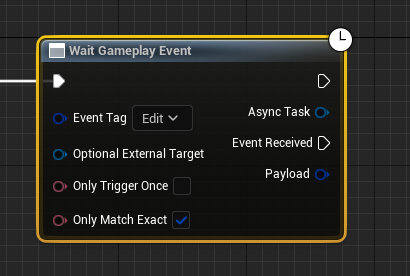 Wait Gameplay Event
Event Tag Edit
Async Task
Event Received
Optional External Target
Payload
Only Trigger Once
Only Match Exact